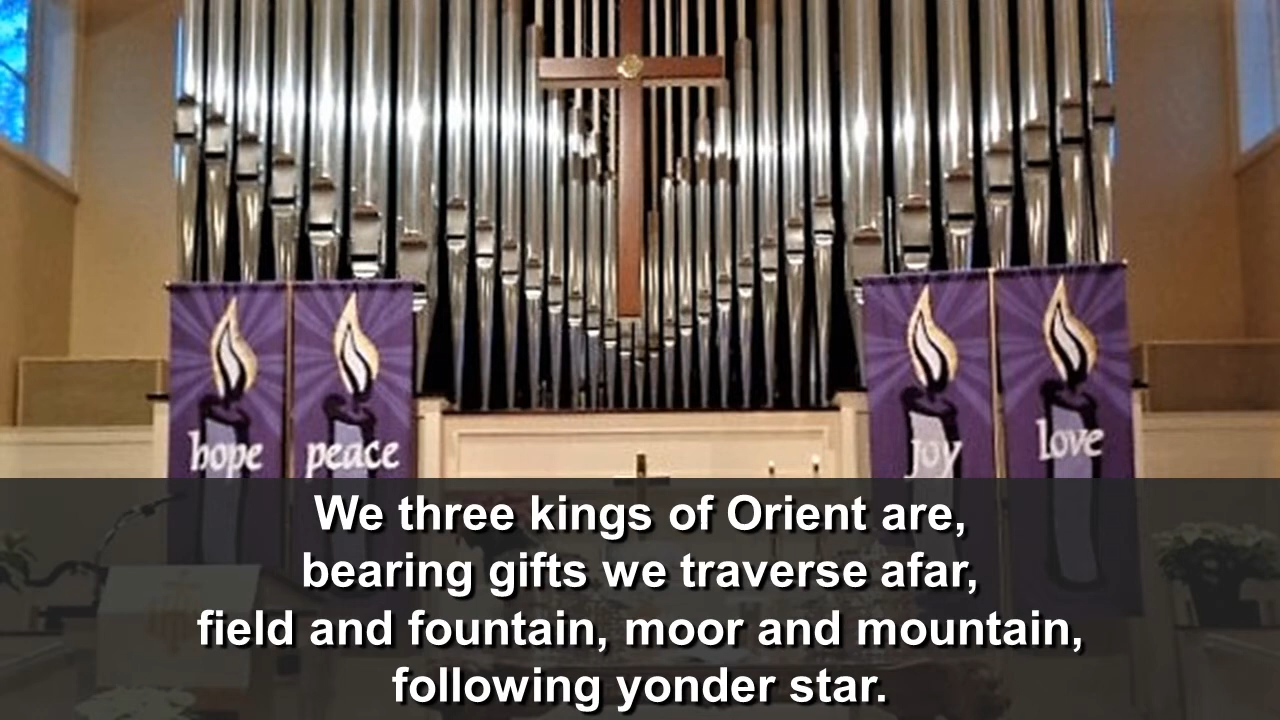 hope
peace
joy
love
We three kings of Orient are,
bearing gifts we traverse afar,
field and fountain, moor and mountain,
following yonder star.